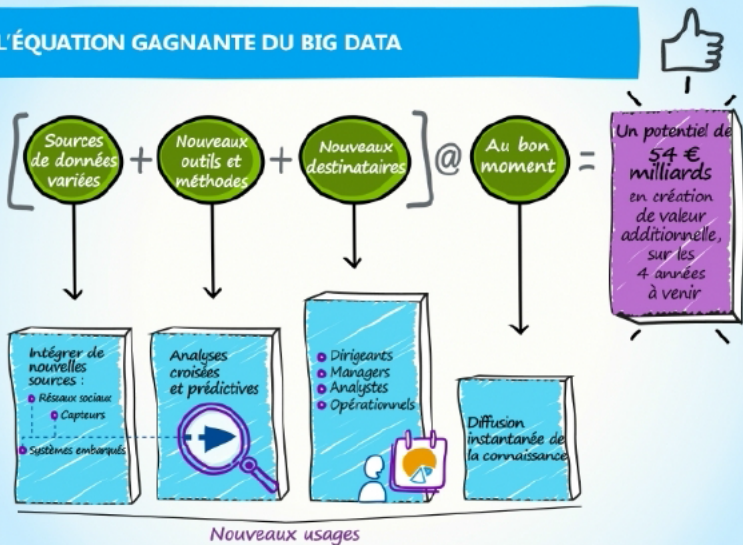 L'ÉQUATION GAGNANTE DU BIG DATA
[
Sources
de données
variées
+
Nouveaux
outils et
méthodes
+
Nouveaux
destinataires
]
@
Au bon
moment
=
Un potentiel de
54 €
milliards
en création
de valeur
additionnelle,
sur les
4 années
à venir
Intégrer de
nouvelles
sources :
Réseaux sociaux
Capteurs
Systèmes embarqués
Analyses
croisées
et prédictives
Dirigeants
Managers
Analystes
Opérationnels
Diffusion
instantanée de
la connaissance
Nouveaux usages